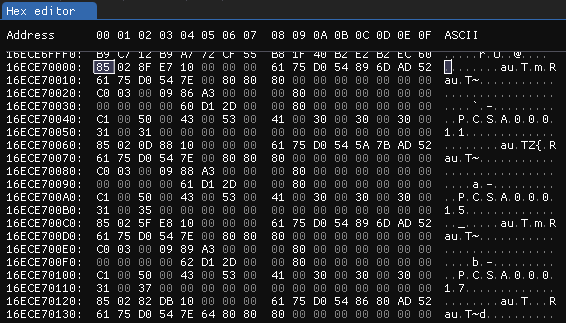 Hex editor
Address 00 01 02 03 04 05 06 07 08 09 0A 0B 0C 0D 0E 0F ASCII
16ECE6FFF0: B9 C7 12 B9 A7 72 CF 55 B8 1F 40 B2 E2 B2 EC 60 .....r.U..@....`
16ECE70000: 85 02 8F E7 10 00 00 00 61 75 D0 54 89 6D AD 52 ........au.T.m.R
16ECE70010: 61 75 D0 54 7E 00 80 80 80 00 00 00 00 00 00 00 au.T~...........
16ECE70020: C0 03 00 09 86 A3 00 00 00 80 00 00 00 00 00 00 ................
16ECE70030: 00 00 00 00 60 D1 2D 00 00 80 00 00 00 00 00 00 ....`.-.........
16ECE70040: C1 00 50 00 43 00 53 00 41 00 30 00 30 00 30 00 ..P.C.S.A.0.0.0.
16ECE70050: 31 00 31 00 00 00 00 00 00 00 00 00 00 00 00 00 1.1.............
16ECE70060: 85 02 0D 88 10 00 00 00 61 75 D0 54 5A 7B AD 52 ........au.TZ{.R
16ECE70070: 61 75 D0 54 7E 00 80 80 80 00 00 00 00 00 00 00 au.T~...........
16ECE70080: C0 03 00 09 88 A3 00 00 00 80 00 00 00 00 00 00 ................
16ECE70090: 00 00 00 00 61 D1 2D 00 00 80 00 00 00 00 00 00 ....a.-.........
16ECE700A0: C1 00 50 00 43 00 53 00 41 00 30 00 30 00 30 00 ..P.C.S.A.0.0.0.
16ECE700B0: 31 00 35 00 00 00 00 00 00 00 00 00 00 00 00 00 1.5.............
16ECE700C0: 85 02 5F E8 10 00 00 00 61 75 D0 54 89 6D AD 52 .._.....au.T.m.R
16ECE700D0: 61 75 D0 54 7E 00 80 80 80 00 00 00 00 00 00 00 au.T~...........
16ECE700E0: C0 03 00 09 89 A3 00 00 00 80 00 00 00 00 00 00 ................
16ECE700F0: 00 00 00 00 62 D1 2D 00 00 80 00 00 00 00 00 00 ....b.-.........
16ECE70100: C1 00 50 00 43 00 53 00 41 00 30 00 30 00 30 00 ..P.C.S.A.0.0.0.
16ECE70110: 31 00 37 00 00 00 00 00 00 00 00 00 00 00 00 00 1.7.............
16ECE70120: 85 02 82 DB 10 00 00 00 61 75 D0 54 86 80 AD 52 ........au.T...R
16ECE70130: 61 75 D0 54 7E 64 80 80 80 00 00 00 00 00 00 00 au.T~d..........